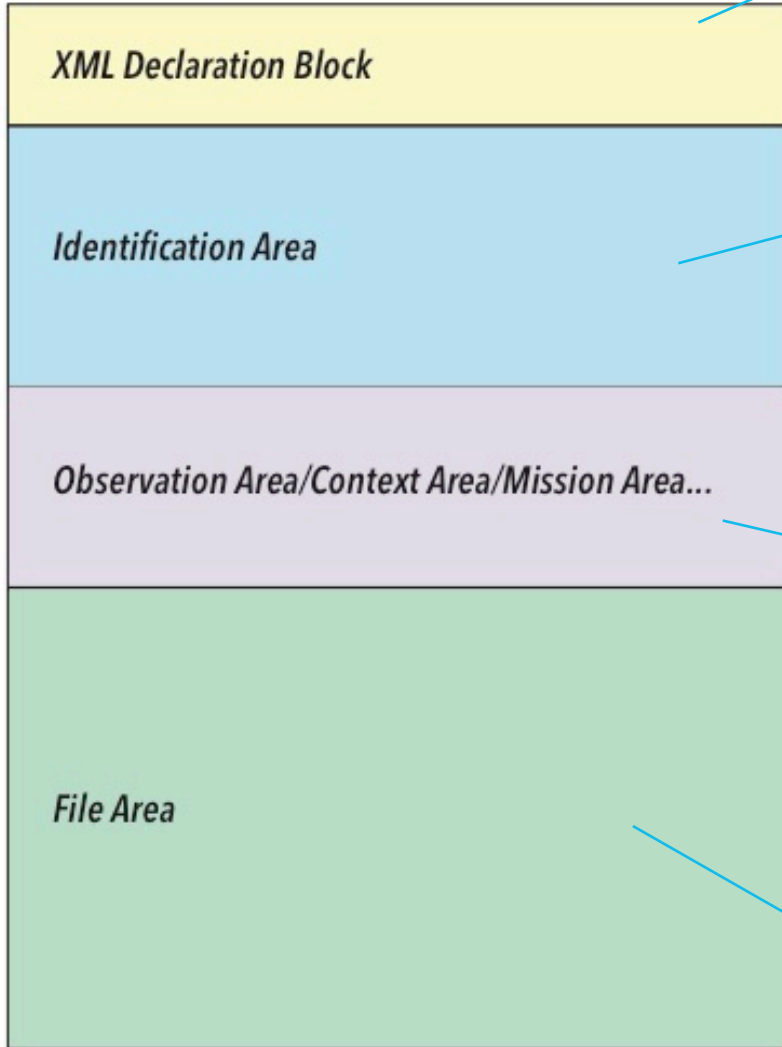 XML Declaration Block
Identification Area
Observation Area/Context Area/Mission Area...
File Area